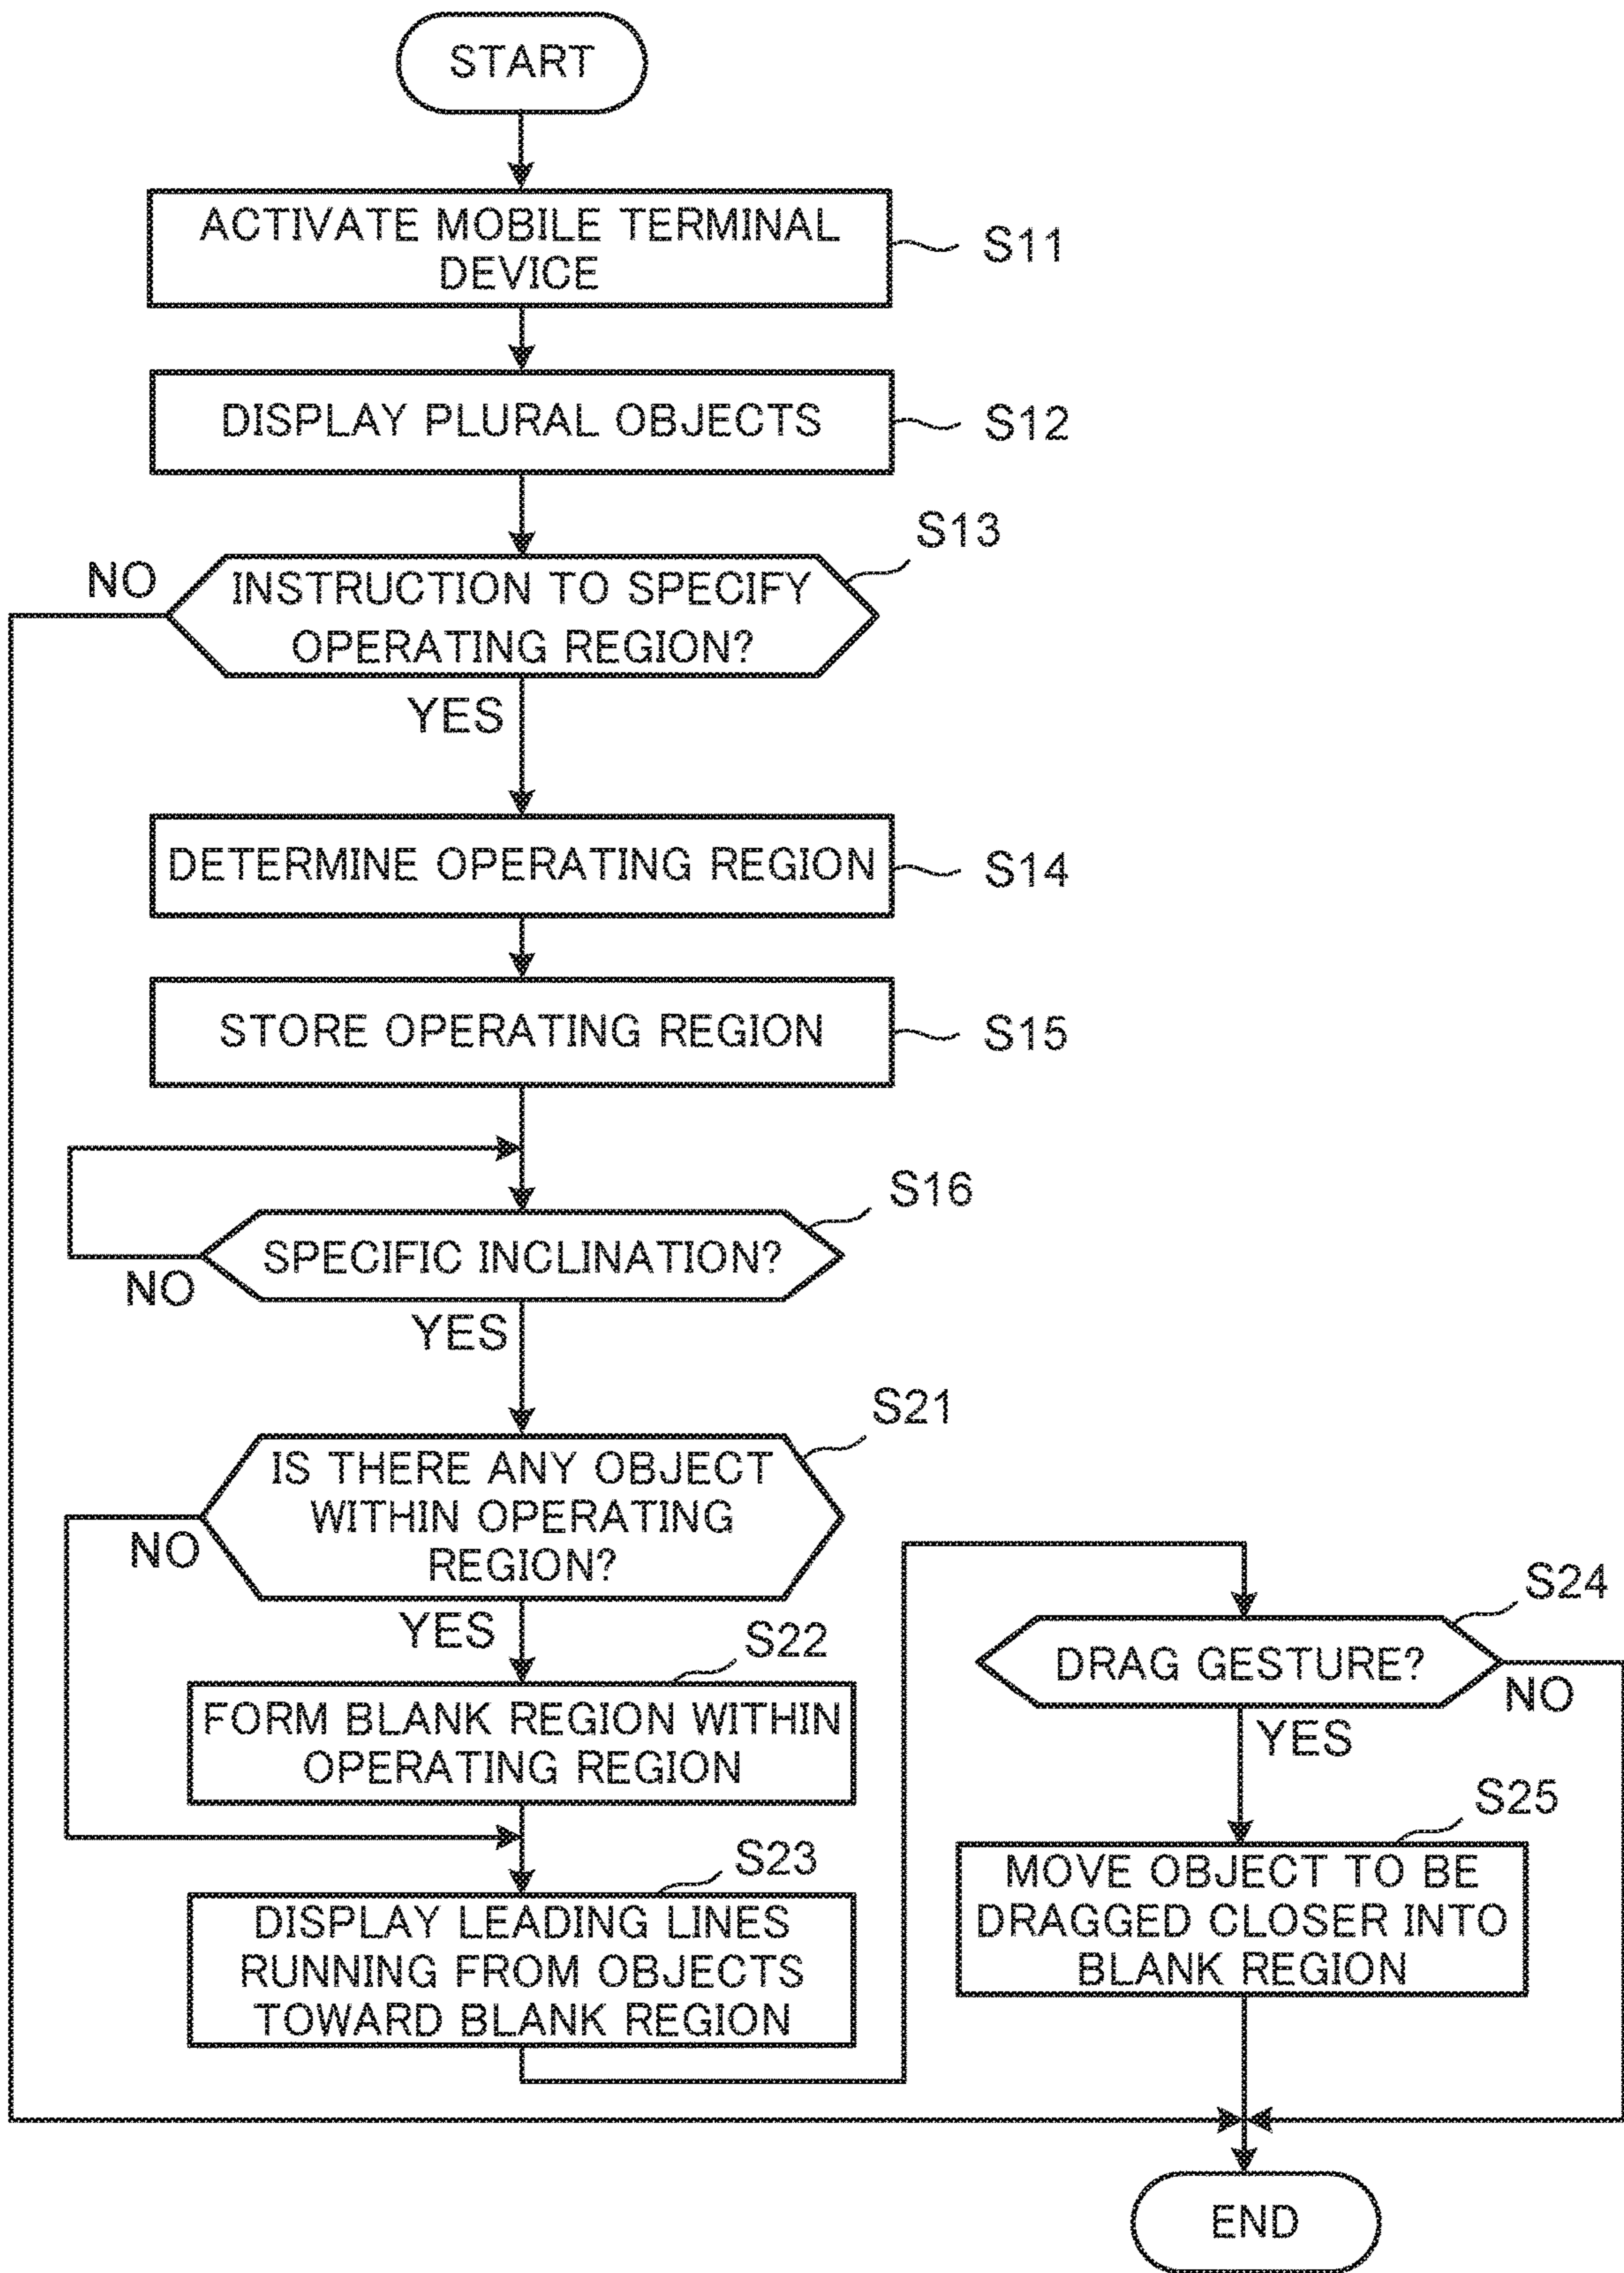 START
ACTIVATE MOBILE TERMINAL
DEVICE
S11
DISPLAY PLURAL OBJECTS
S12
S13
NO
INSTRUCTION TO SPECIFY
OPERATING REGION?
YES
DETERMINE OPERATING REGION
S14
STORE OPERATING REGION
S15
S16
SPECIFIC INCLINATION?
NO
YES
S21
IS THERE ANY OBJECT
WITHIN OPERATING
REGION?
NO
YES
S22
FORM BLANK REGION WITHIN
OPERATING REGION
S23
DISPLAY LEADING LINES
RUNNING FROM OBJECTS
TOWARD BLANK REGION
S24
DRAG GESTURE?
NO
YES
S25
MOVE OBJECT TO BE
DRAGGED CLOSER INTO
BLANK REGION
END